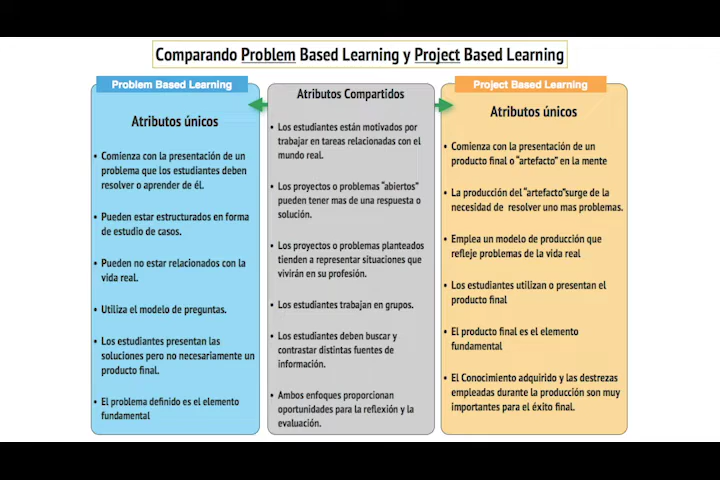 Comparando Problem Based Learning y Project Based Learning
Problem Based Learning
Atributos únicos
• Comienza con la presentación de un
problema que los estudiantes deben
resolver o aprender de él.
• Pueden estar estructurados en forma
de estudio de casos.
• Pueden no estar relacionados con la
vida real.
• Utiliza el modelo de preguntas.
• Los estudiantes presentan las
soluciones pero no necesariamente un
producto final.
• El problema definido es el elemento
fundamental
Atributos Compartidos
• Los estudiantes están motivados por
trabajar en tareas relacionadas con el
mundo real.
• Los proyectos o problemas “abiertos”
pueden tener mas de una respuesta o
solución.
• Los proyectos o problemas planteados
tienden a representar situaciones que
vivirán en su profesión.
• Los estudiantes trabajan en grupos.
• Los estudiantes deben buscar y
contrastar distintas fuentes de
información.
• Ambos enfoques proporcionan
oportunidades para la reflexión y la
evaluación.
Project Based Learning
Atributos únicos
• Comienza con la presentación de un
producto final o “artefacto” en la mente
• La producción del “artefacto”surge de la
necesidad de resolver uno mas problemas.
• Emplea un modelo de producción que
refleje problemas de la vida real
• Los estudiantes utilizan o presentan el
producto final
• El producto final es el elemento
fundamental
• El Conocimiento adquirido y las destrezas
empleadas durante la producción son muy
importantes para el éxito final.